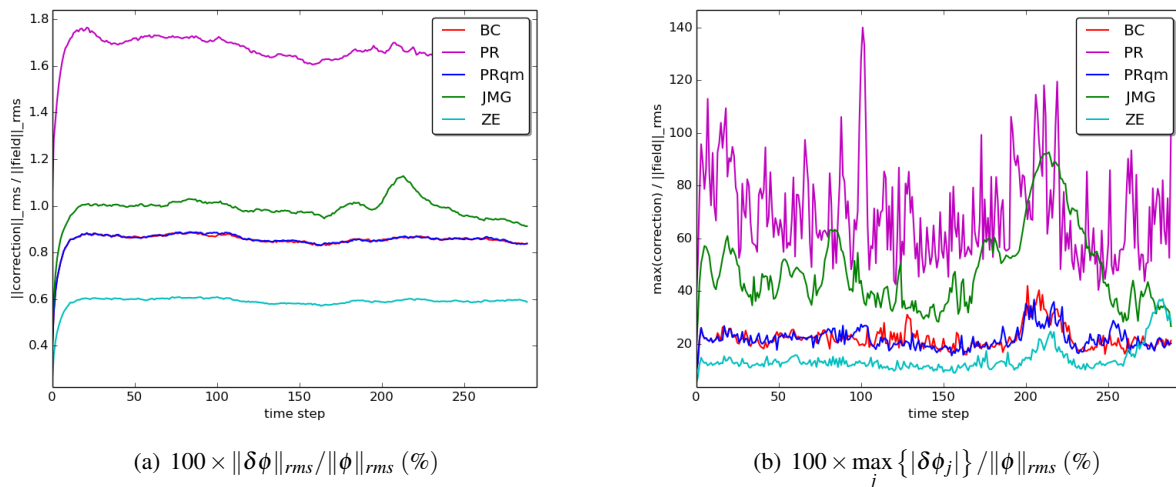 1.8
1.6
1.4
1.2
1.0
0.8
0.6
0.4
0
50
100
150
200
250
||correction||_rms / ||field||_rms
time step
BC
PR
PRqm
JMG
ZE
(a) 100 × ‖δϕ‖rms/‖ϕ‖rms (%)
140
120
100
80
60
40
20
0
50
100
150
200
250
max(correction) / ||field||_rms
time step
BC
PR
PRqm
JMG
ZE
(b) 100 × max j {|δϕj|} /‖ϕ‖rms (%)